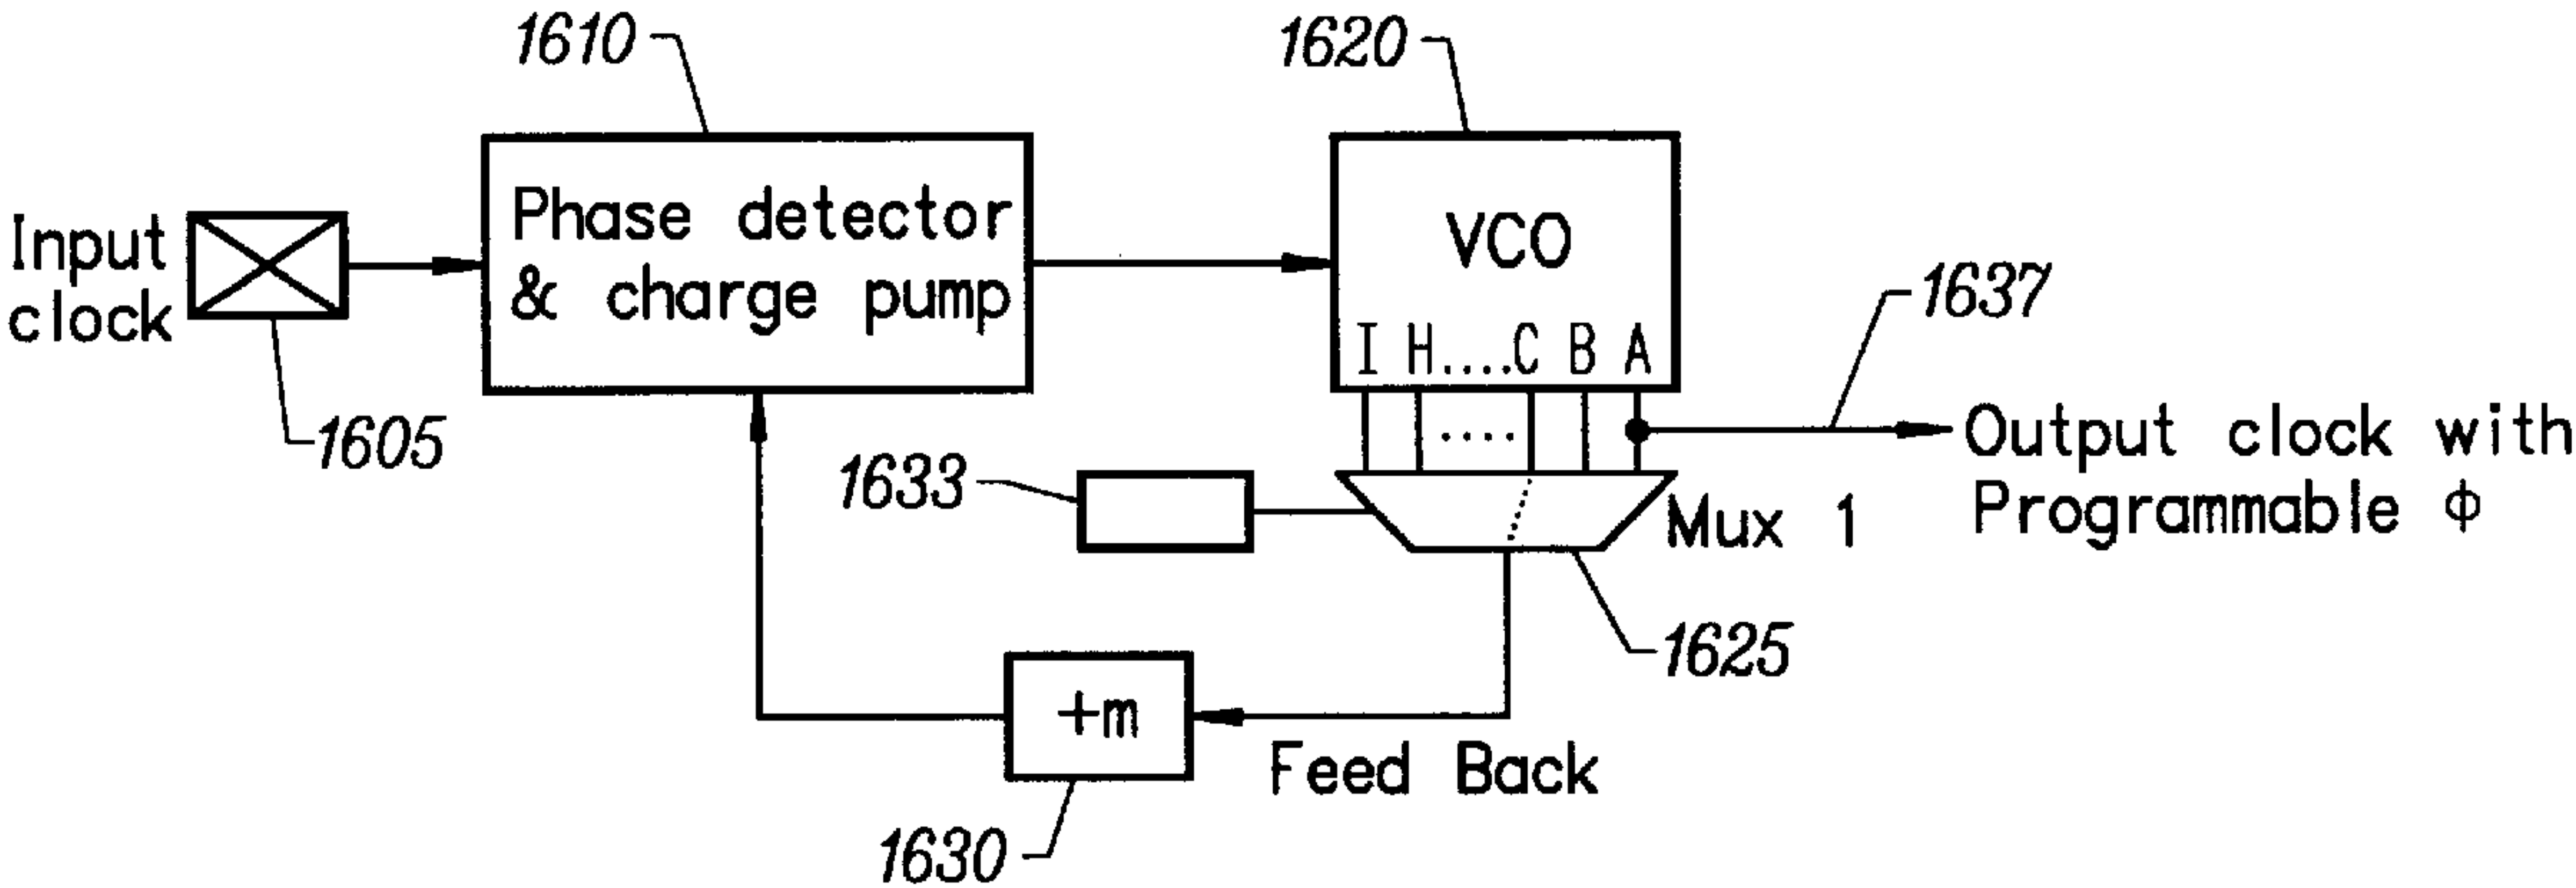 1610
1620
Input
clock
Phase detector
& charge pump
VCO
I H....C B A
1637
1605
....
Output clock with
Programmable ϕ
1633
Mux 1
1625
+m
Feed Back
1630